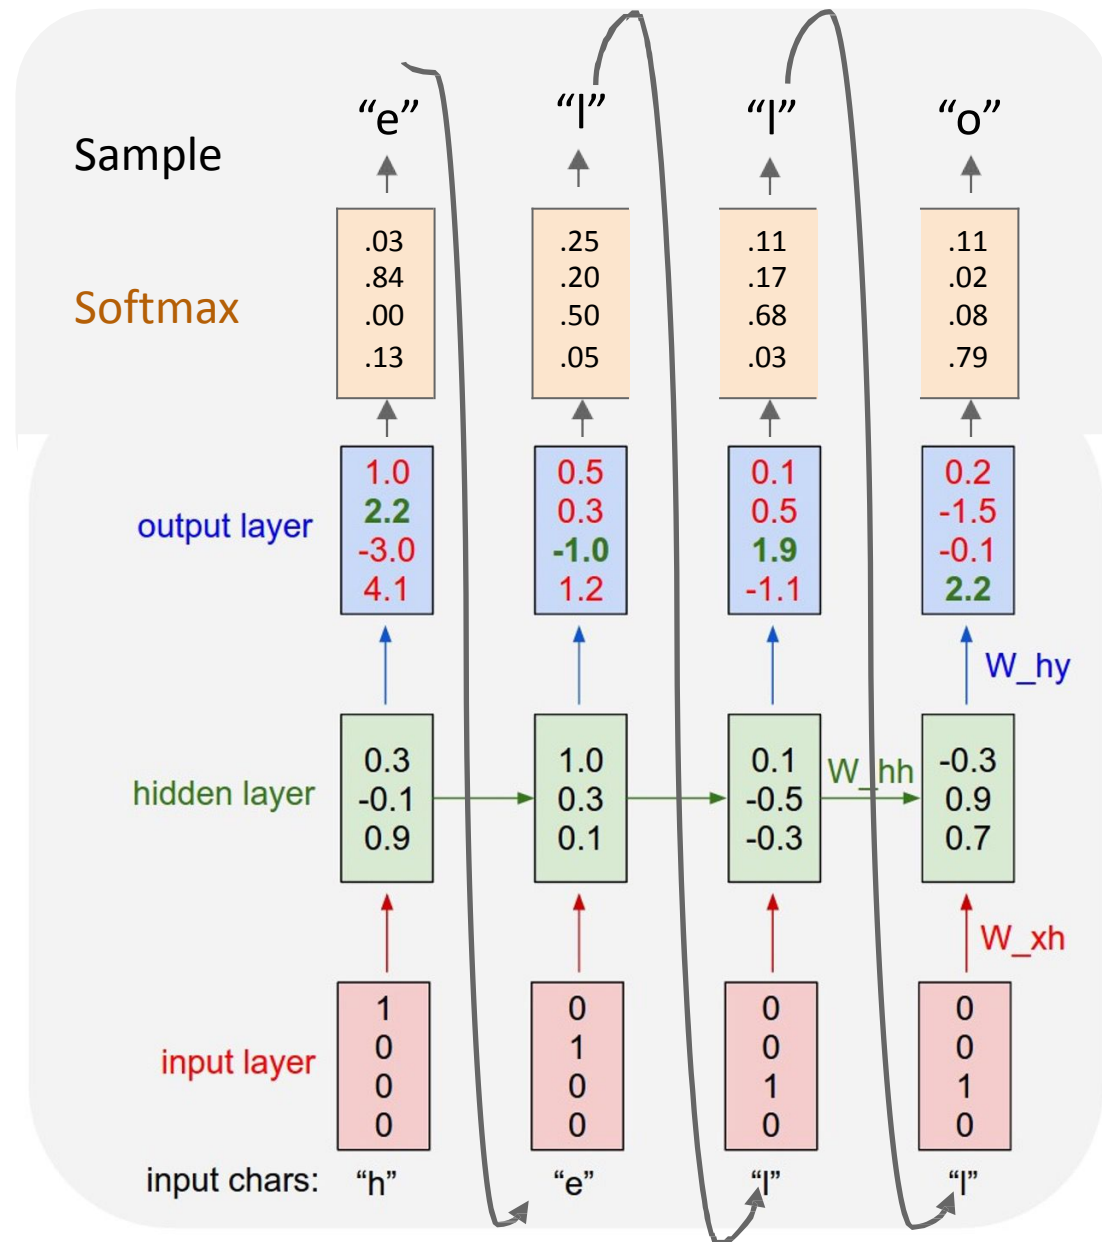 “e” “l” “l” “o”
Sample
.03 .25 .11 .11
.84 .20 .17 .02
Softmax
.00 .50 .68 .08
.13 .05 .03 .79
1.0 0.5 0.1 0.2
2.2 0.3 0.5 -1.5
output layer
-3.0 -1.0 1.9 -0.1
4.1 1.2 -1.1 2.2
W_hy
0.3 1.0 0.1 -0.3
W_hh
hidden layer
-0.1 0.3 -0.5 0.9
0.9 0.1 -0.3 0.7
W_xh
1 0 0 0
0 1 0 0
input layer
0 0 1 1
0 0 0 0
input chars: “h” “e” “l” “l”